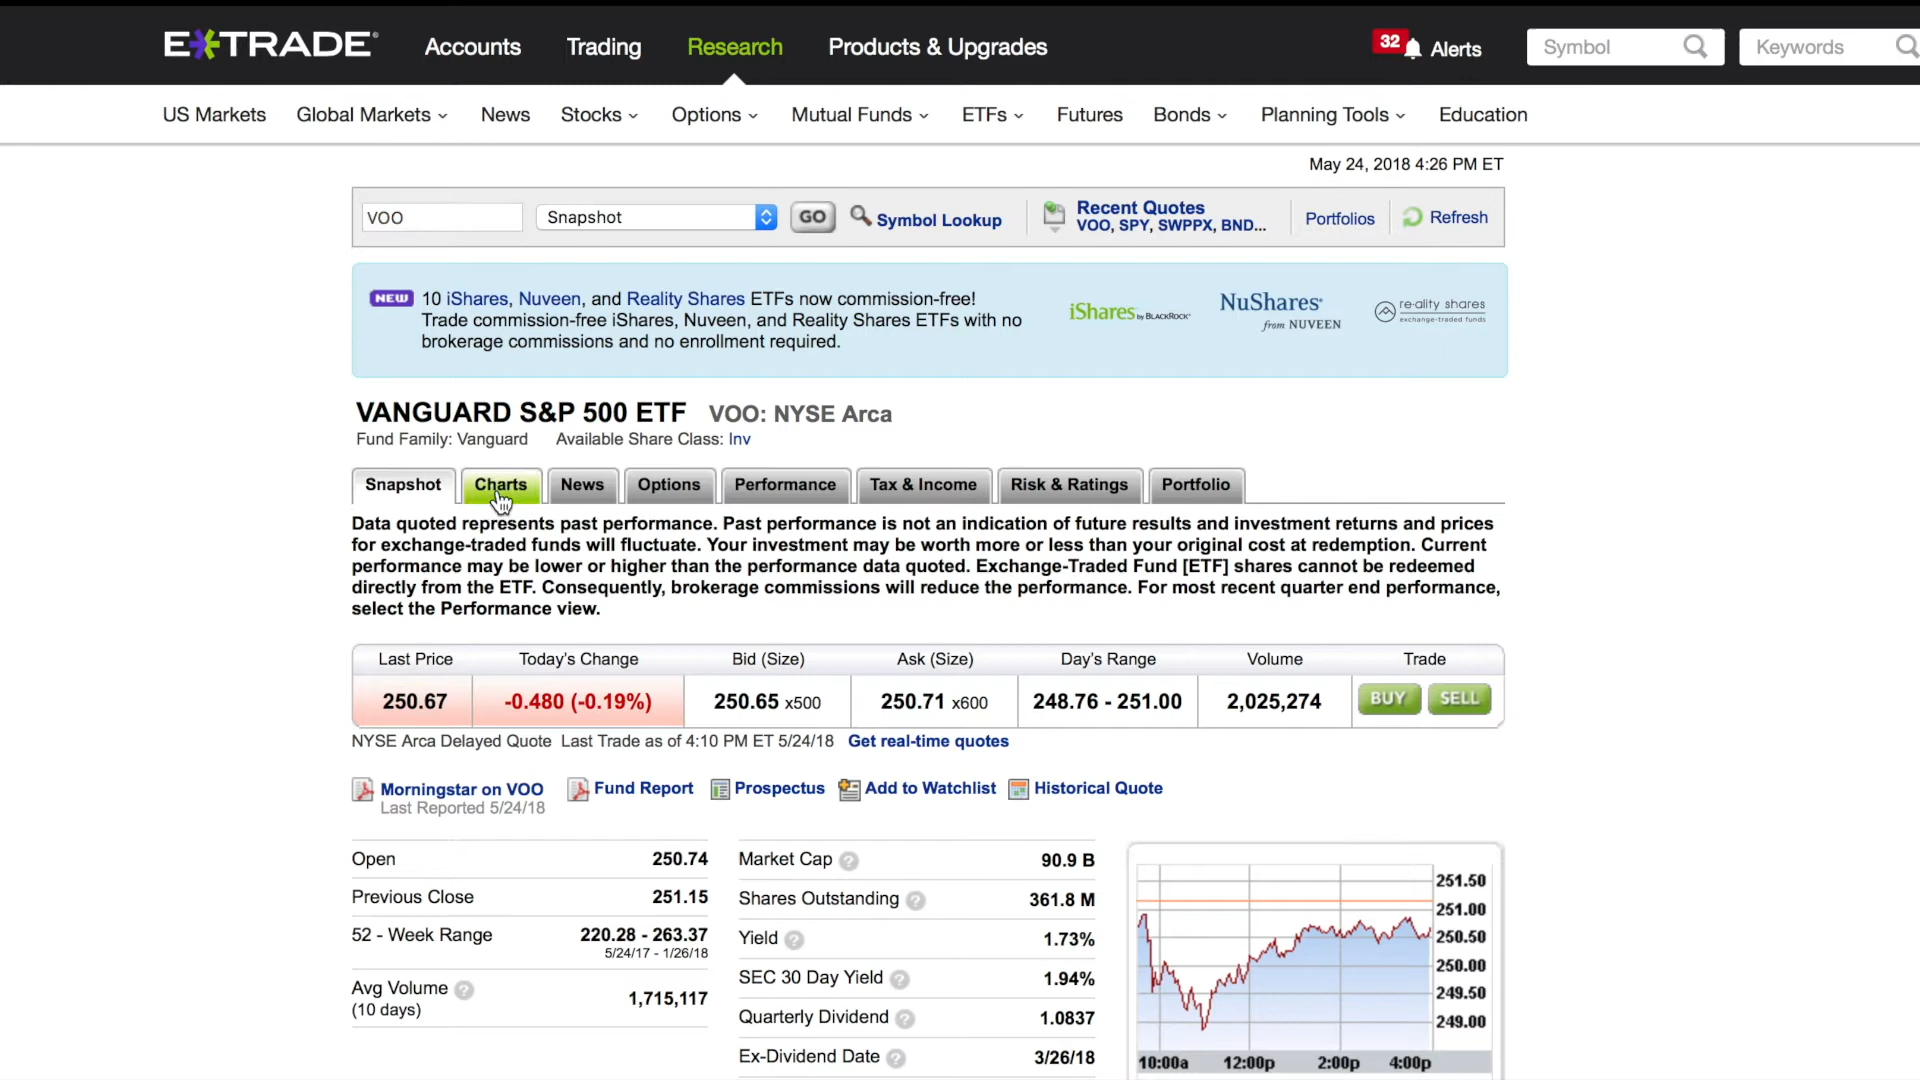 E*TRADE Accounts Trading Research Products & Upgrades 32 Alerts Symbol Keywords
US Markets Global Markets News Stocks Options Mutual Funds ETFs Futures Bonds Planning Tools Education
May 24, 2018 4:26 PM ET
VOO Snapshot GO Symbol Lookup Recent Quotes Portfolios Refresh
VOO, SPY, SWPPX, BND...
NEW 10 iShares, Nuveen, and Reality Shares ETFs now commission-free!
Trade commission-free iShares, Nuveen, and Reality Shares ETFs with no
brokerage commissions and no enrollment required.
iShares by BLACKROCK NuShares from NUVEEN re-ality shares exchange-traded funds
VANGUARD S&P 500 ETF VOO: NYSE Arca
Fund Family: Vanguard Available Share Class: Inv
Snapshot Charts News Options Performance Tax & Income Risk & Ratings Portfolio
Data quoted represents past performance. Past performance is not an indication of future results and investment returns and prices
for exchange-traded funds will fluctuate. Your investment may be worth more or less than your original cost at redemption. Current
performance may be lower or higher than the performance data quoted. Exchange-Traded Fund [ETF] shares cannot be redeemed
directly from the ETF. Consequently, brokerage commissions will reduce the performance. For most recent quarter end performance,
select the Performance view.
Last Price Today's Change Bid (Size) Ask (Size) Day's Range Volume Trade
250.67 -0.480 (-0.19%) 250.65 x500 250.71 x600 248.76 - 251.00 2,025,274 BUY SELL
NYSE Arca Delayed Quote Last Trade as of 4:10 PM ET 5/24/18 Get real-time quotes
Morningstar on VOO Fund Report Prospectus Add to Watchlist Historical Quote
Last Reported 5/24/18
Open 250.74
Previous Close 251.15
52 - Week Range 220.28 - 263.37
5/24/17 - 1/26/18
Avg Volume ?
(10 days) 1,715,117
Market Cap ? 90.9 B
Shares Outstanding ? 361.8 M
Yield ? 1.73%
SEC 30 Day Yield ? 1.94%
Quarterly Dividend ? 1.0837
Ex-Dividend Date ? 3/26/18
251.50
251.00
250.50
250.00
249.50
249.00
10:00a 12:00p 2:00p 4:00p